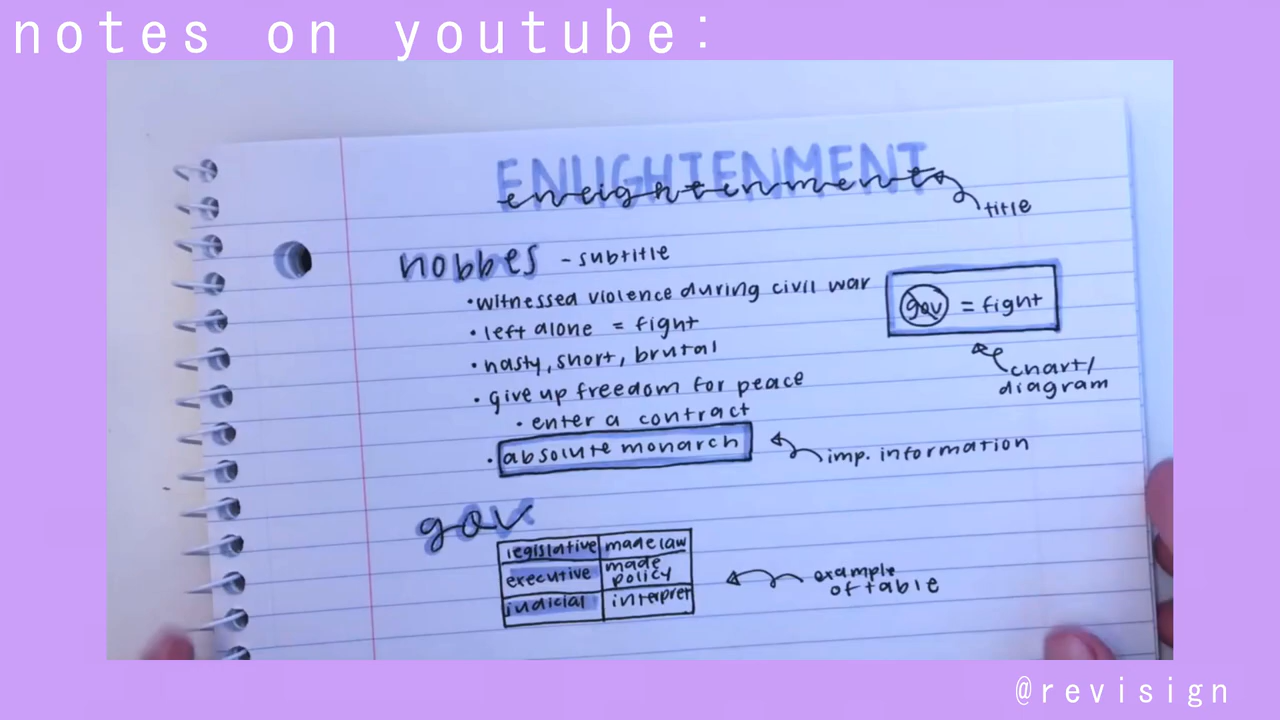 notes on youtube:
ENLIGHTENMENT
enlightenment
title
hobbes - subtitle
• witnessed violence during civil war
gov = fight
• left alone = fight
• nasty, short, brutal
chart/
diagram
• give up freedom for peace
• enter a contract
• absolute monarch
imp. information
gov
legislative made law
executive made policy
judicial interpret
example
of table
@revisign